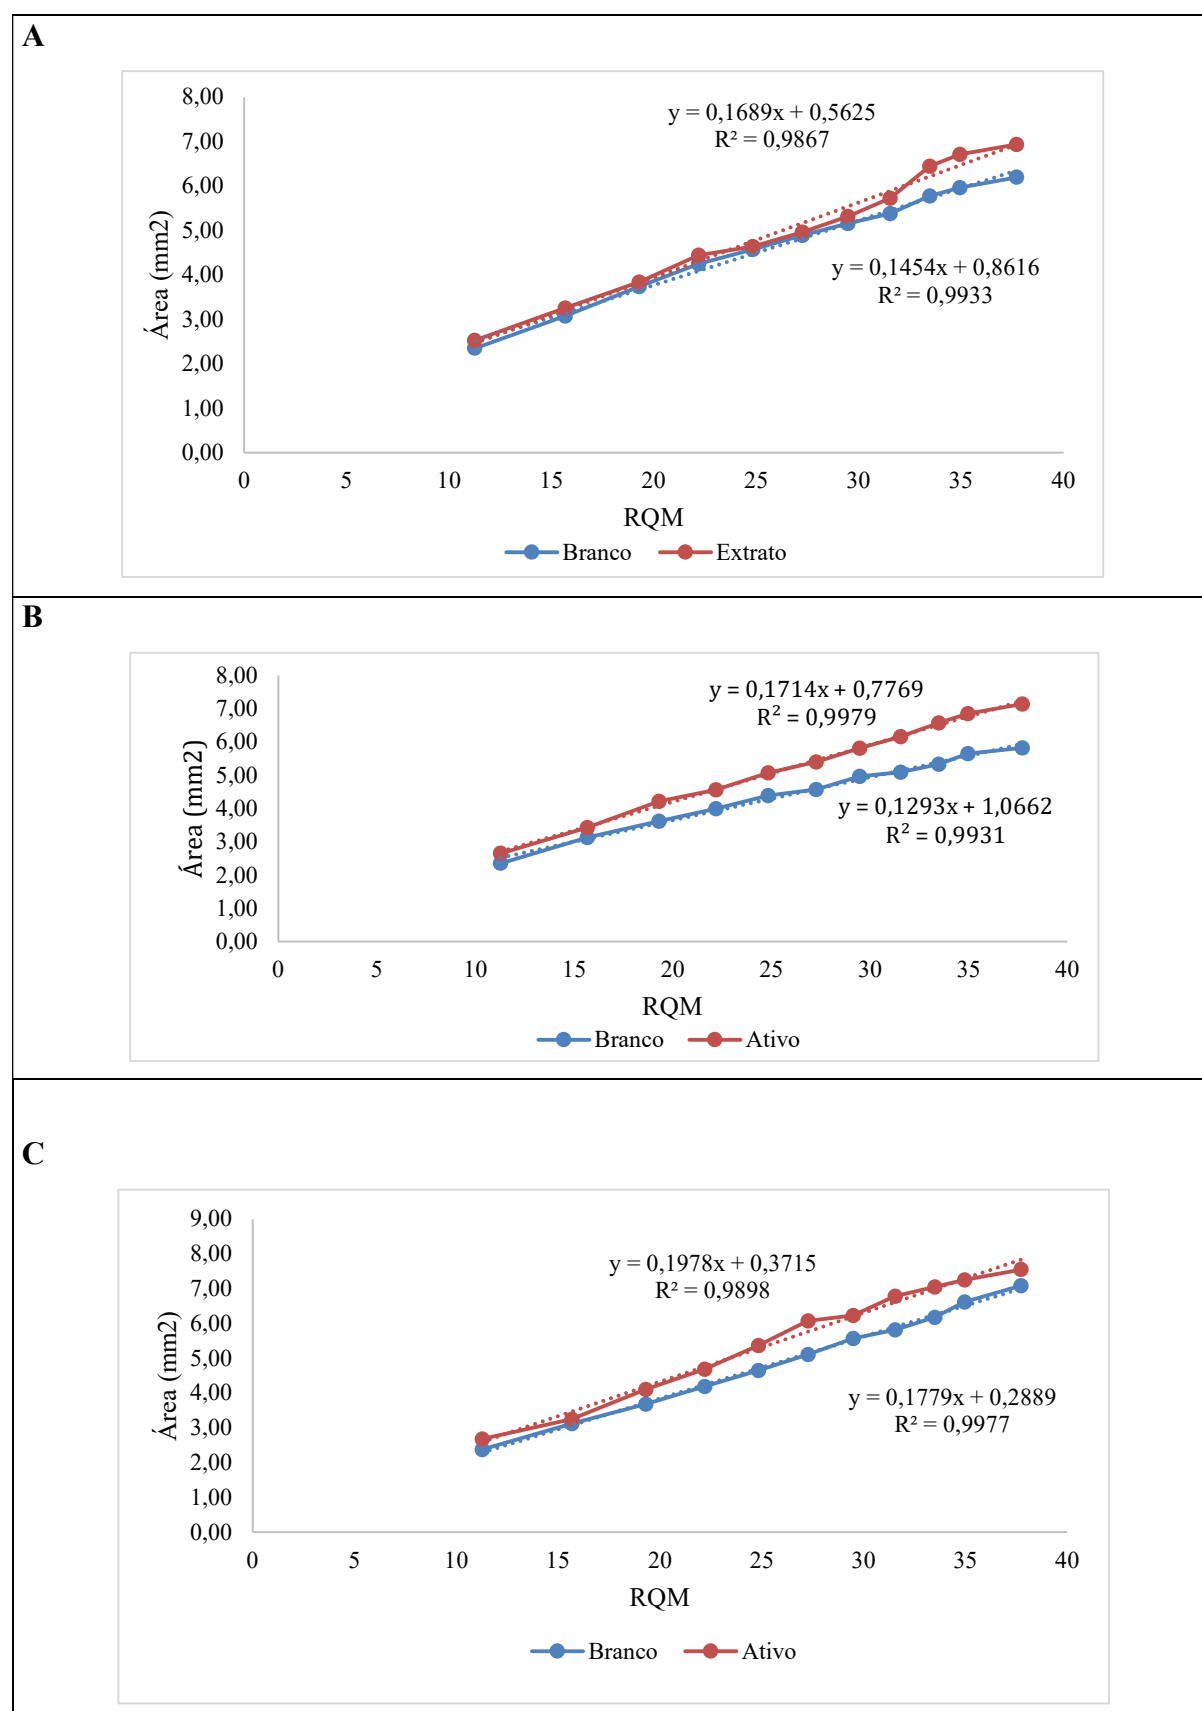 A
8,00
7,00
6,00
5,00
4,00
3,00
2,00
1,00
0,00
Área (mm2)
y = 0,1689x + 0,5625
R² = 0,9867
y = 0,1454x + 0,8616
R² = 0,9933
0 5 10 15 20 25 30 35 40
RQM
Branco Extrato
B
8,00
7,00
6,00
5,00
4,00
3,00
2,00
1,00
0,00
Área (mm2)
y = 0,1714x + 0,7769
R² = 0,9979
y = 0,1293x + 1,0662
R² = 0,9931
0 5 10 15 20 25 30 35 40
RQM
Branco Ativo
C
9,00
8,00
7,00
6,00
5,00
4,00
3,00
2,00
1,00
0,00
Área (mm2)
y = 0,1978x + 0,3715
R² = 0,9898
y = 0,1779x + 0,2889
R² = 0,9977
0 5 10 15 20 25 30 35 40
RQM
Branco Ativo